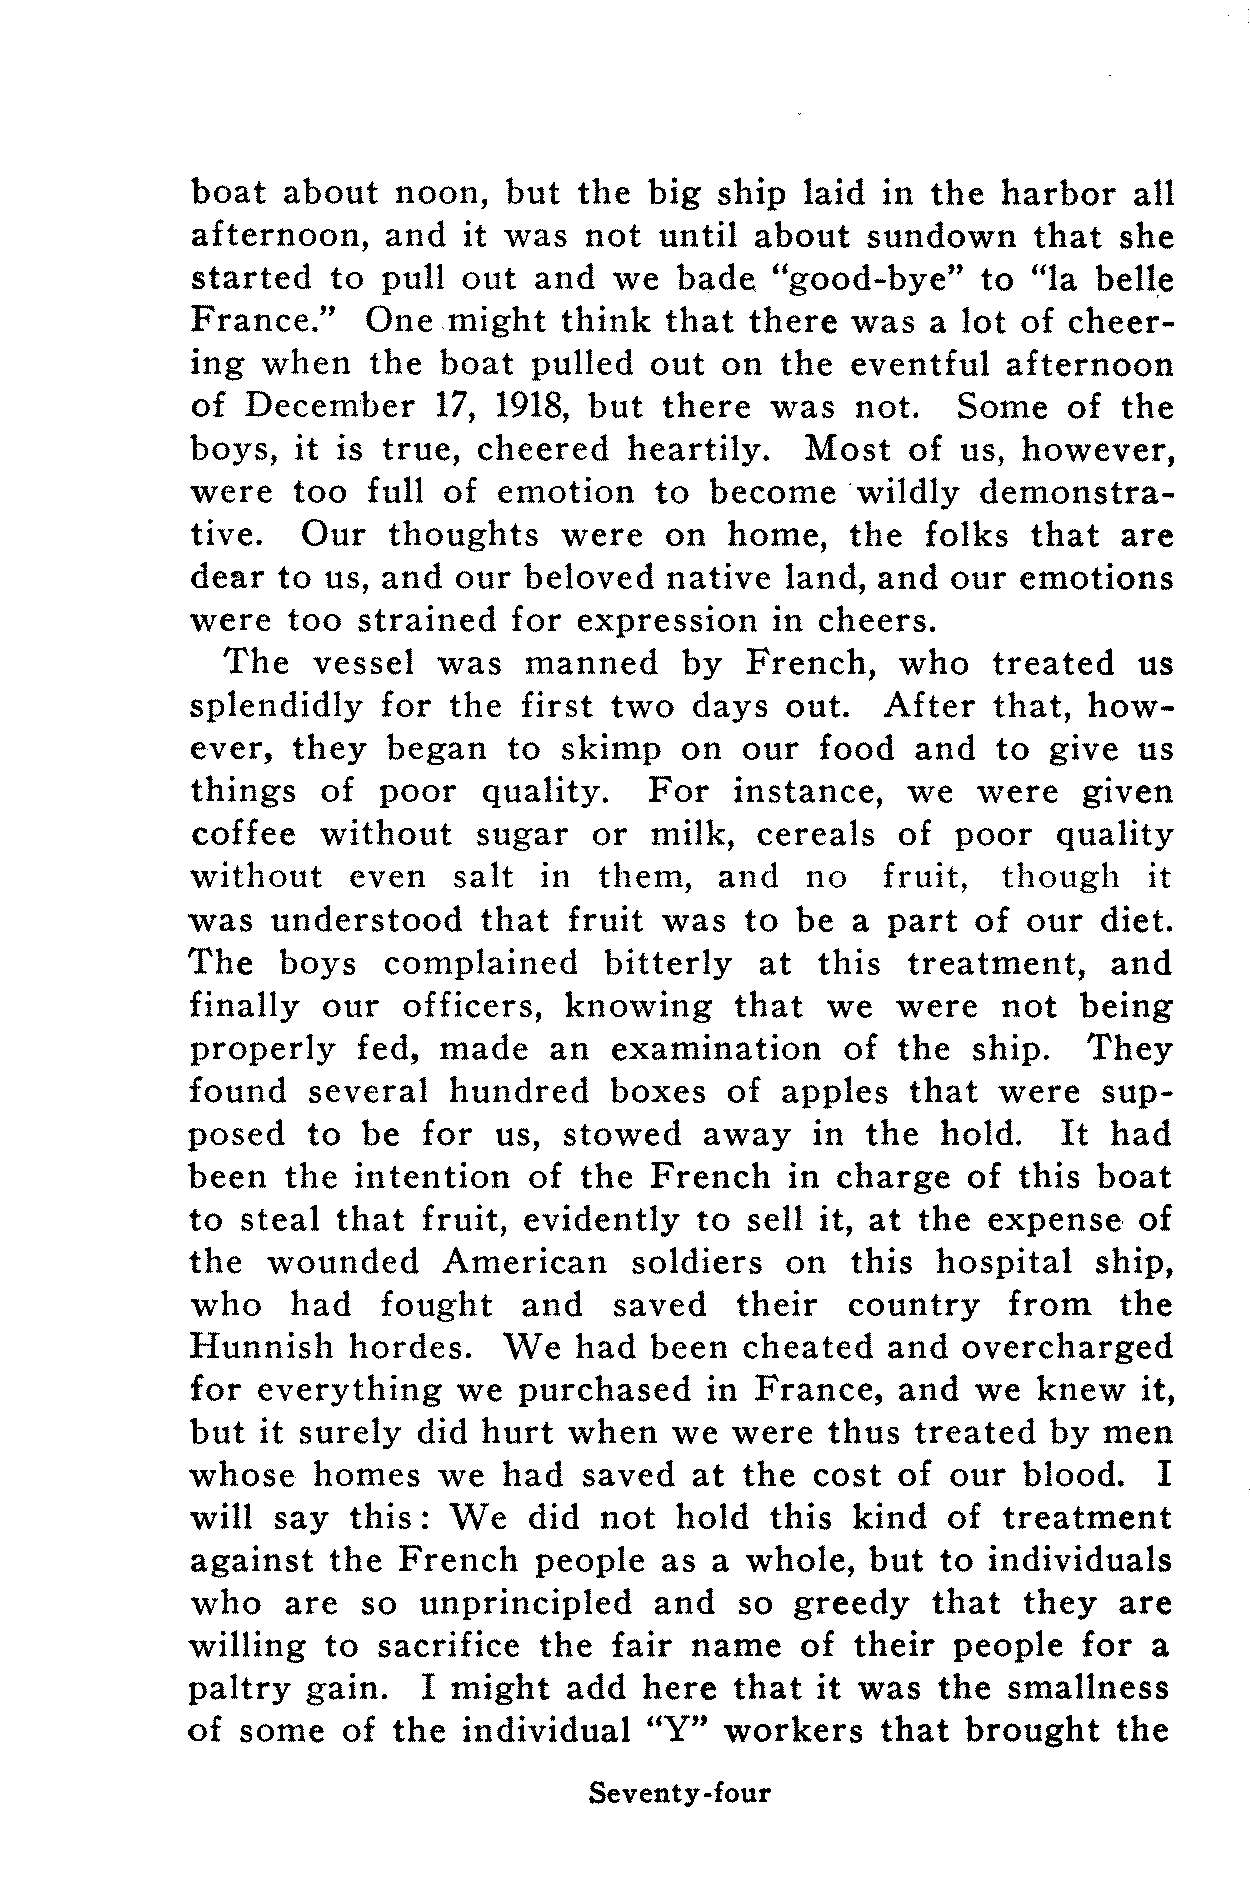 boat about noon, but the big ship laid in the harbor all
afternoon, and it was not until about sundown that she
started to pull out and we bade "good-bye" to "la belle
France." One might think that there was a lot of cheer-
ing when the boat pulled out on the eventful afternoon
of December 17, 1918, but there was not. Some of the
boys, it is true, cheered heartily. Most of us, however,
were too full of emotion to become wildly demonstra-
tive. Our thoughts were on home, the folks that are
dear to us, and our beloved native land, and our emotions
were too strained for expression in cheers.
The vessel was manned by French, who treated us
splendidly for the first two days out. After that, how-
ever, they began to skimp on our food and to give us
things of poor quality. For instance, we were given
coffee without sugar or milk, cereals of poor quality
without even salt in them, and no fruit, though it
was understood that fruit was to be a part of our diet.
The boys complained bitterly at this treatment, and
finally our officers, knowing that we were not being
properly fed, made an examination of the ship. They
found several hundred boxes of apples that were sup-
posed to be for us, stowed away in the hold. It had
been the intention of the French in charge of this boat
to steal that fruit, evidently to sell it, at the expense of
the wounded American soldiers on this hospital ship,
who had fought and saved their country from the
Hunnish hordes. We had been cheated and overcharged
for everything we purchased in France, and we knew it,
but it surely did hurt when we were thus treated by men
whose homes we had saved at the cost of our blood. I
will say this: We did not hold this kind of treatment
against the French people as a whole, but to individuals
who are so unprincipled and so greedy that they are
willing to sacrifice the fair name of their people for a
paltry gain. I might add here that it was the smallness
of some of the individual "Y" workers that brought the
Seventy-four